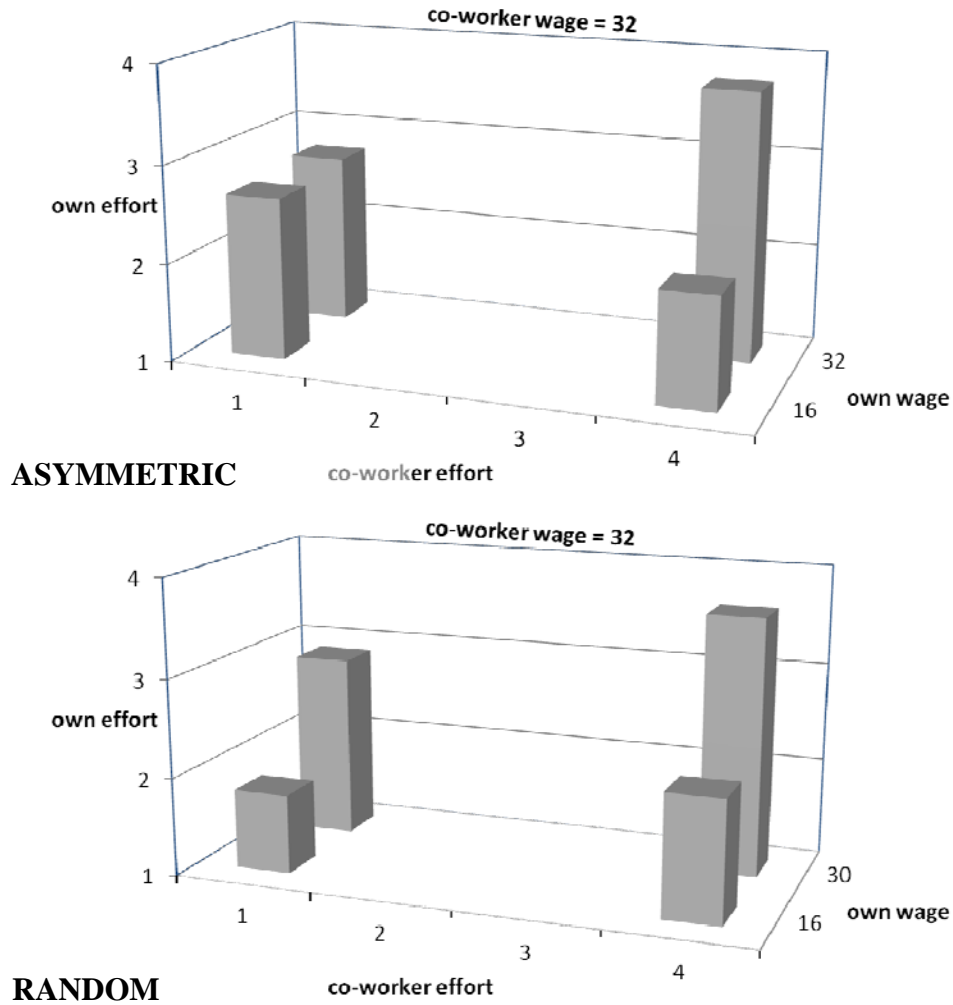 co-worker wage = 32
4
3
own effort
2
1
32
16
own wage
1
2
3
4
ASYMMETRIC
co-worker effort
co-worker wage = 32
4
3
own effort
2
1
30
16
own wage
1
2
3
4
RANDOM
co-worker effort